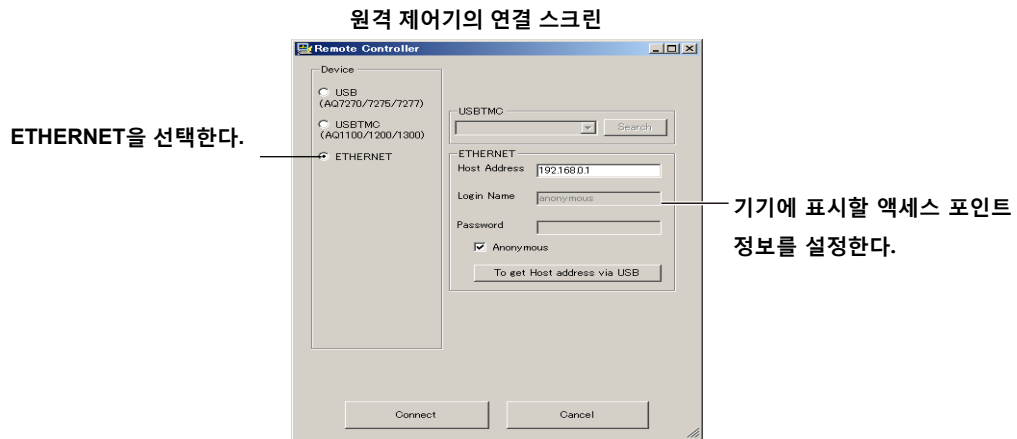 원격 제어기의 연결 스크린
Remote Controller
Device
USB
(AQ7270/7275/7277)
USBTMC
(AQ1100/1200/1300)
ETHERNET
ETHERNET을 선택한다.
USBTMC
Search
ETHERNET
Host Address 192.168.0.1
Login Name anonymous
Password
Anonymous
To get Host address via USB
기기에 표시할 액세스 포인트
정보를 설정한다.
Connect Cancel